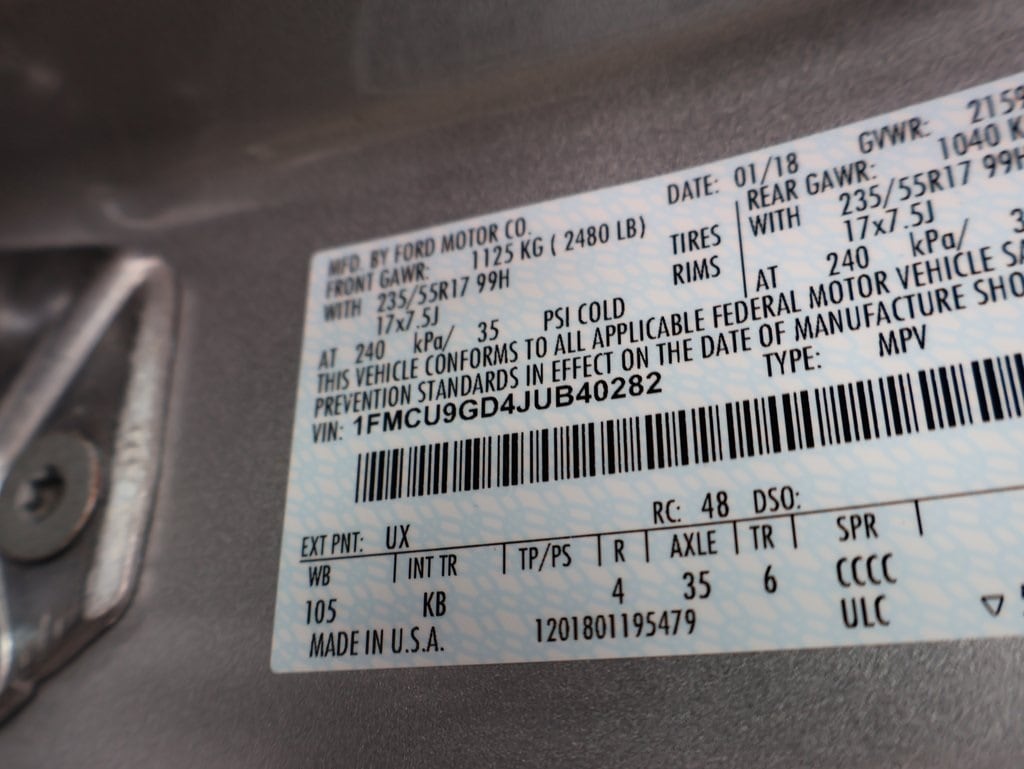 MFD. BY FORD MOTOR CO. DATE: 01/18 GVWR: 2159
FRONT GAWR: 1125 KG ( 2480 LB) REAR GAWR: 1040 K
WITH 235/55R17 99H TIRES WITH 235/55R17 99H
17x7.5J RIMS 17x7.5J
AT 240 kPa/ 35 PSI COLD AT 240 kPa/ 3
THIS VEHICLE CONFORMS TO ALL APPLICABLE FEDERAL MOTOR VEHICLE SA
PREVENTION STANDARDS IN EFFECT ON THE DATE OF MANUFACTURE SHO
VIN: 1FMCU9GD4JUB40282 TYPE: MPV
EXT PNT: UX RC: 48 DSO:
WB INT TR TP/PS R AXLE TR SPR
105 KB 4 35 6 CCCC
MADE IN U.S.A. 1201801195479 ULC